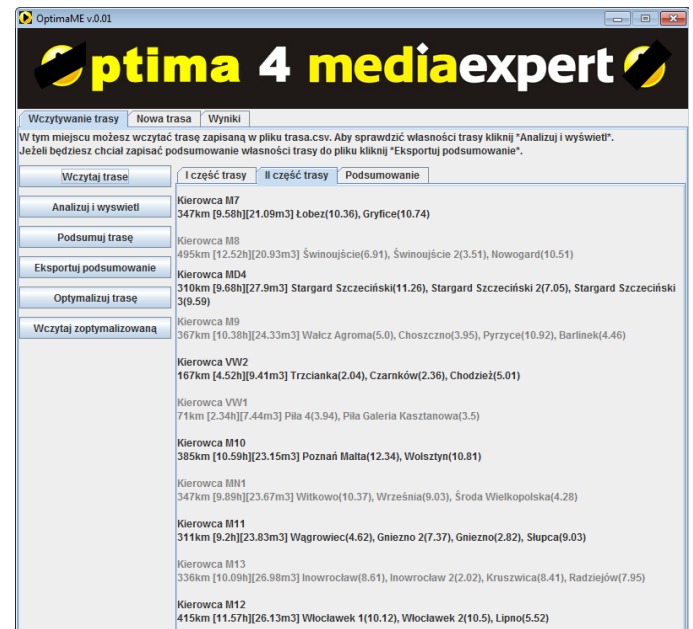 OptimaME v.0.01
Optima 4 mediaexpert
Wczytywanie trasy Nowa trasa Wyniki
W tym miejscu możesz wczytać trasę zapisaną w pliku trasa.csv. Aby sprawdzić własności trasy kliknij "Analizuj i wyświetl".
Jeżeli będziesz chciał zapisać podsumowanie własności trasy do pliku kliknij "Eksportuj podsumowanie".
Wczytaj trase
Analizuj i wyswietl
Podsumuj trasę
Eksportuj podsumowanie
Optymalizuj trasę
Wczytaj zoptymalizowaną
I część trasy II część trasy Podsumowanie
Kierowca M7
347km [9.58h][21.09m3] Łobez(10.36), Gryfice(10.74)
Kierowca M8
495km [12.52h][20.93m3] Świnoujście(6.91), Świnoujście 2(3.51), Nowogard(10.51)
Kierowca MD4
310km [9.68h][27.9m3] Stargard Szczeciński(11.26), Stargard Szczeciński 2(7.05), Stargard Szczeciński
3(9.59)
Kierowca M9
367km [10.38h][24.33m3] Wałcz Agroma(5.0), Choszczno(3.95), Pyrzyce(10.92), Barlinek(4.46)
Kierowca VW2
167km [4.52h][9.41m3] Trzcianka(2.04), Czarnków(2.36), Chodzież(5.01)
Kierowca VW1
71km [2.34h][7.44m3] Piła 4(3.94), Piła Galeria Kasztanowa(3.5)
Kierowca M10
385km [10.59h][23.15m3] Poznań Malta(12.34), Wolsztyn(10.81)
Kierowca MN1
347km [9.89h][23.67m3] Witkowo(10.37), Września(9.03), Środa Wielkopolska(4.28)
Kierowca M11
311km [9.2h][23.83m3] Wągrowiec(4.62), Gniezno 2(7.37), Gniezno(2.82), Słupca(9.03)
Kierowca M13
336km [10.09h][26.98m3] Inowrocław(8.61), Inowrocław 2(2.02), Kruszwica(8.41), Radziejów(7.95)
Kierowca M12
415km [11.57h][26.13m3] Włocławek 1(10.12), Włocławek 2(10.5), Lipno(5.52)